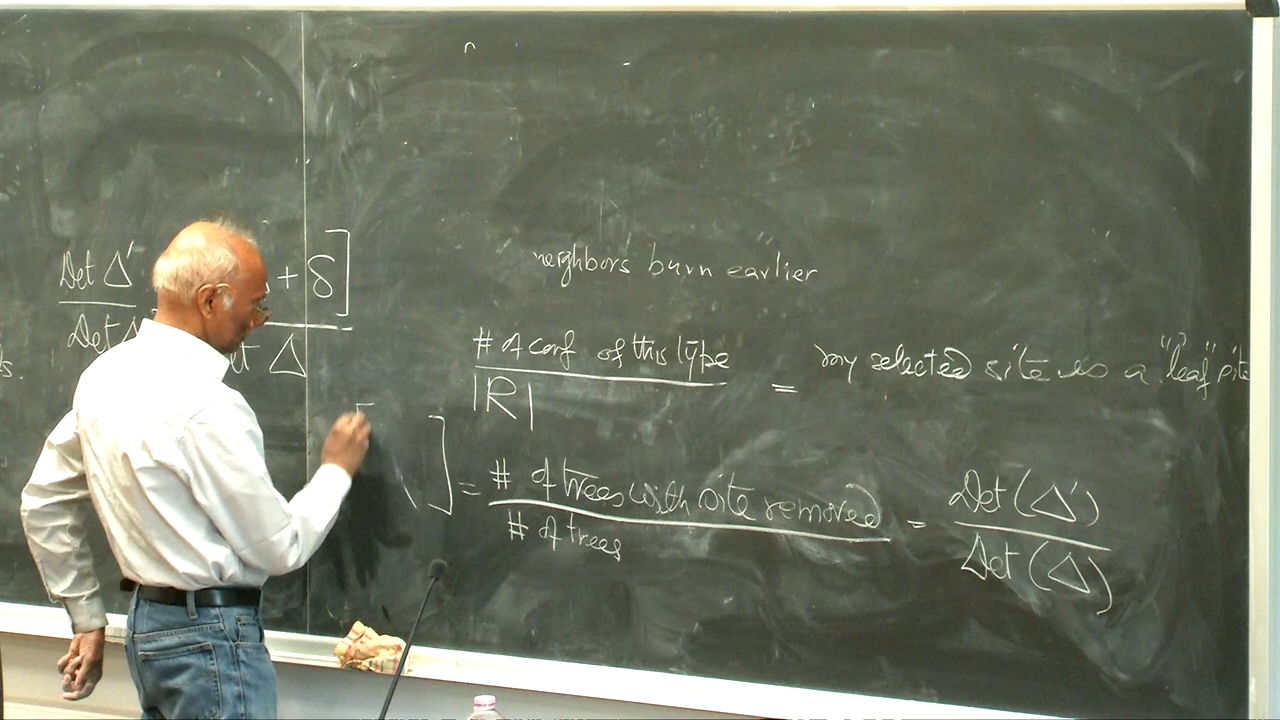 Det Δ' + δ]
Det Δ
neighbors burn earlier
# of conf of this type
|R|
= my selected site is a "leaf" site
] = # of trees with site removed = Det (Δ')
# of trees Det (Δ)